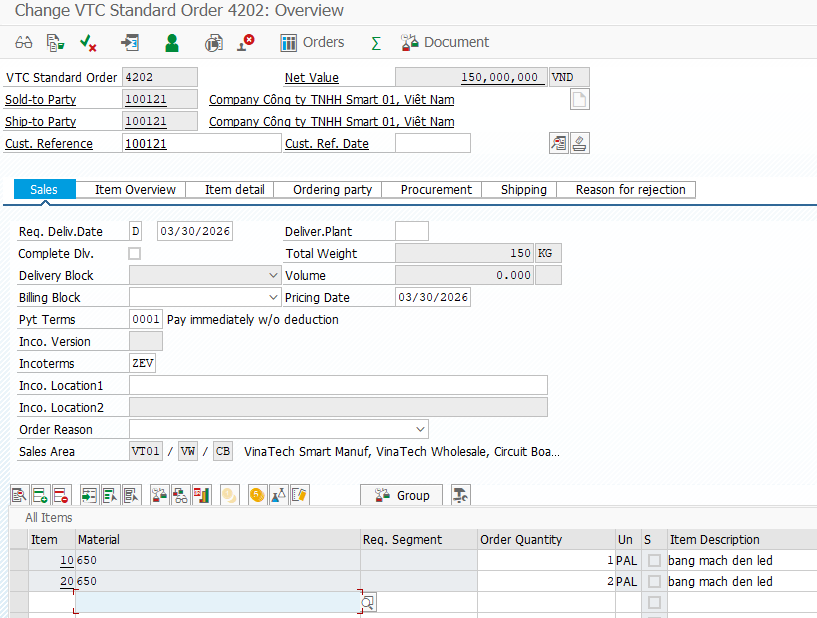 Change VTC Standard Order 4202: Overview
Orders Document
VTC Standard Order 4202 Net Value 150,000,000 VND
Sold-to Party 100121 Company Công ty TNHH Smart 01, Viêt Nam
Ship-to Party 100121 Company Công ty TNHH Smart 01, Viêt Nam
Cust. Reference 100121 Cust. Ref. Date
Sales Item Overview Item detail Ordering party Procurement Shipping Reason for rejection
Req. Deliv.Date D 03/30/2026 Deliver.Plant
Complete Dlv. Total Weight 150 KG
Delivery Block Volume 0.000
Billing Block Pricing Date 03/30/2026
Pyt Terms 0001 Pay immediately w/o deduction
Inco. Version
Incoterms ZEV
Inco. Location1
Inco. Location2
Order Reason
Sales Area VT01 / VW / CB VinaTech Smart Manuf, VinaTech Wholesale, Circuit Boa...
Group
All Items
Item Material Req. Segment Order Quantity Un S Item Description
10 650 1 PAL bang mach den led
20 650 2 PAL bang mach den led